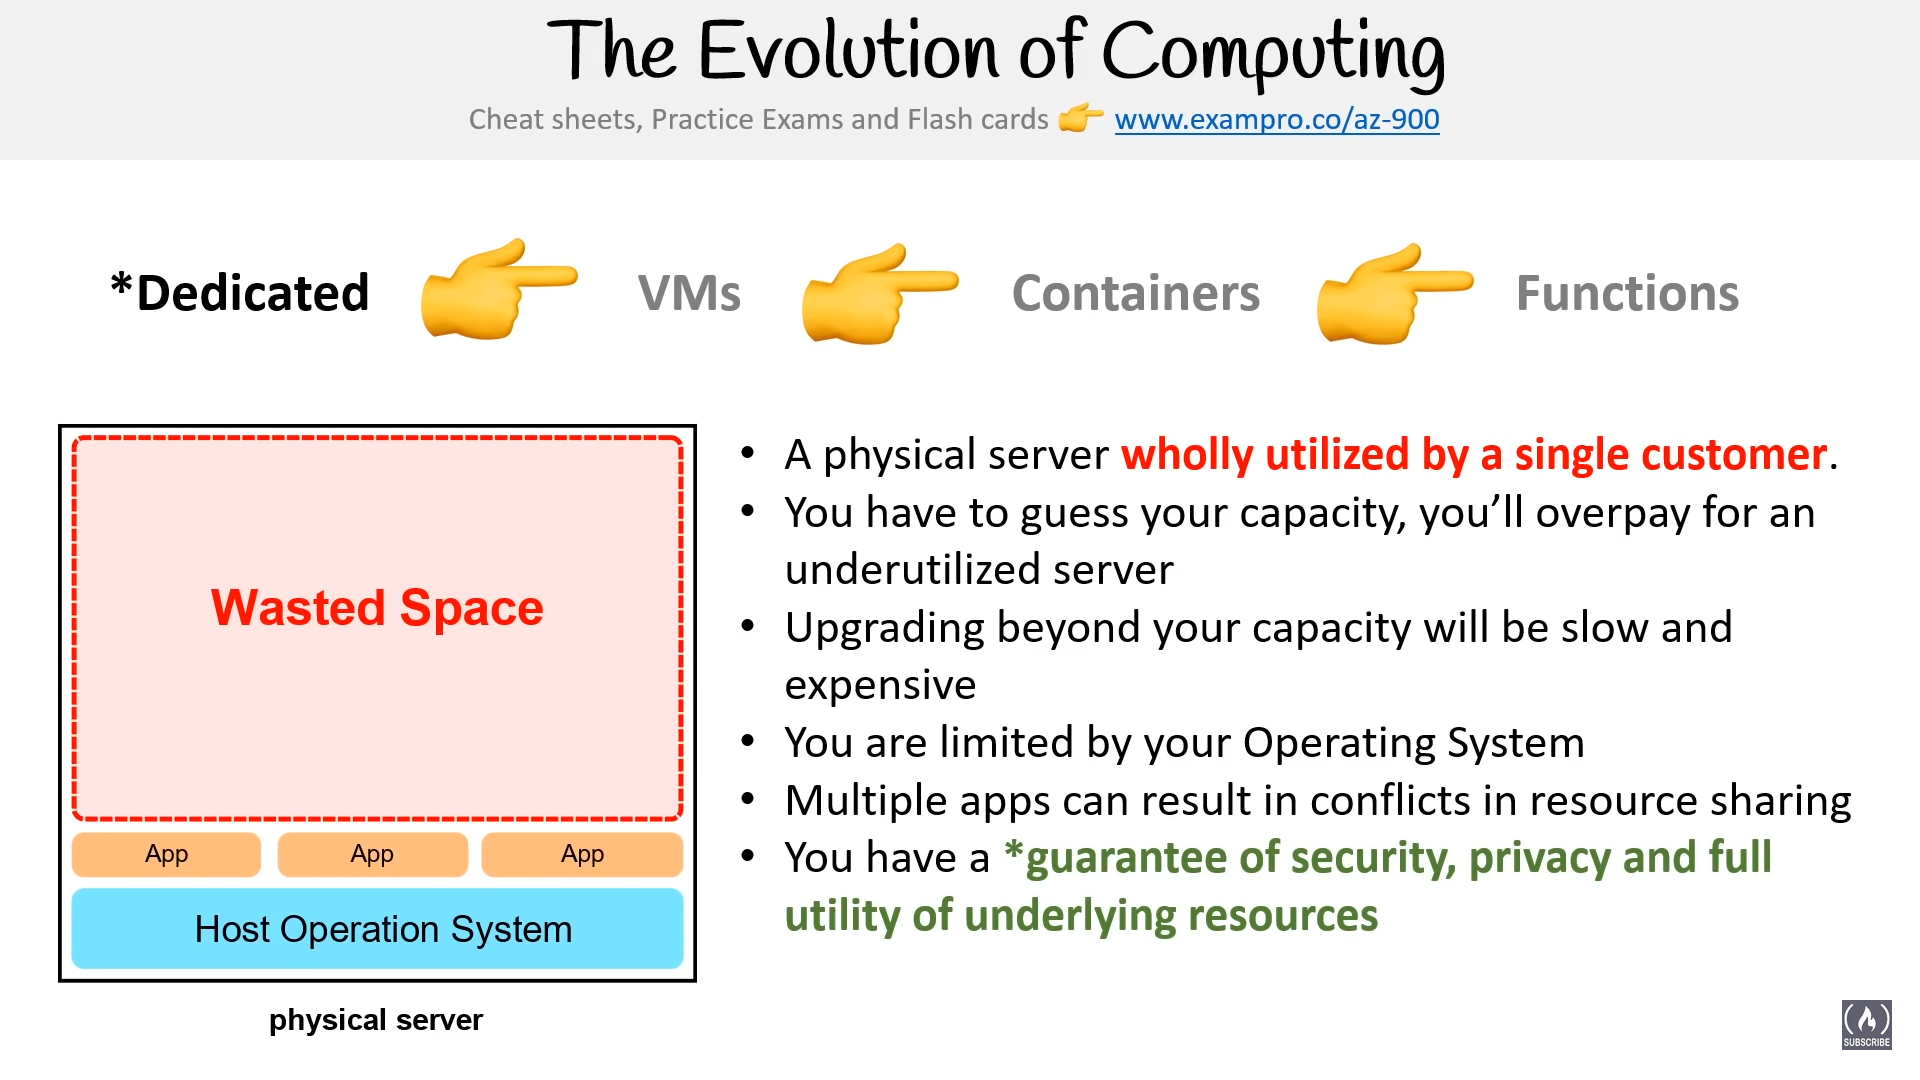 The Evolution of Computing
Cheat sheets, Practice Exams and Flash cards 👉 www.exampro.co/az-900
*Dedicated 👉 VMs 👉 Containers 👉 Functions
Wasted Space
App App App
Host Operation System
physical server
• A physical server wholly utilized by a single customer.
• You have to guess your capacity, you’ll overpay for an
underutilized server
• Upgrading beyond your capacity will be slow and
expensive
• You are limited by your Operating System
• Multiple apps can result in conflicts in resource sharing
• You have a *guarantee of security, privacy and full
utility of underlying resources
SUBSCRIBE